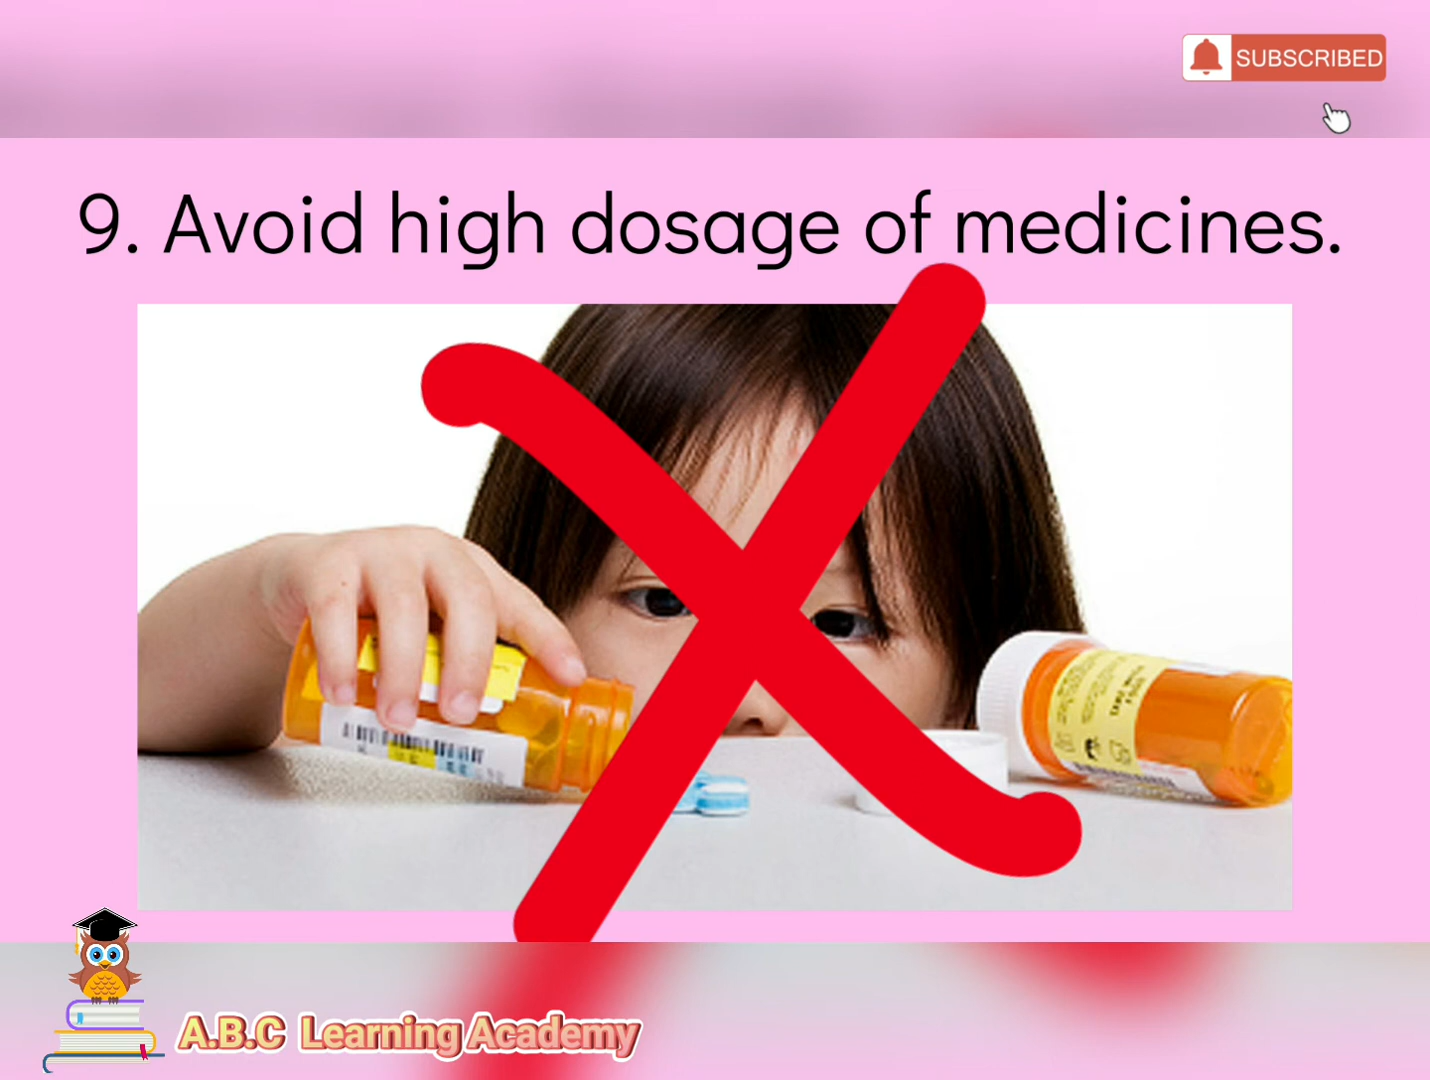 SUBSCRIBED
9. Avoid high dosage of medicines.
A.B.C Learning Academy